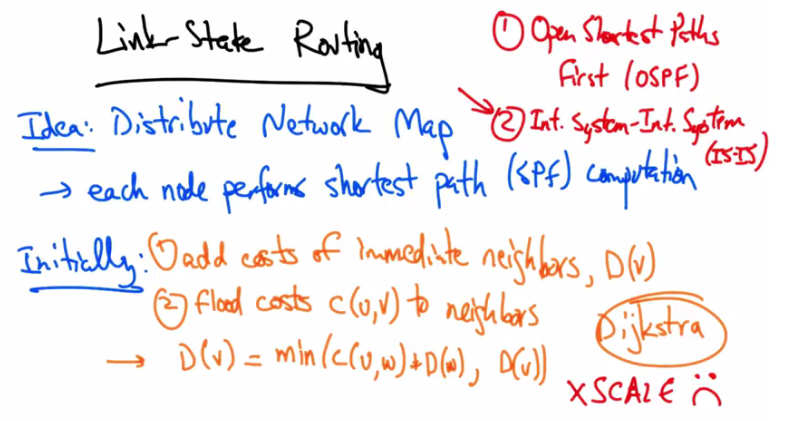 Link-State Routing
① Open Shortest Paths
First (OSPF)
② Int. System-Int. System
(IS-IS)
Idea: Distribute Network Map
→ each node performs shortest path (SPF) computation
Initially: ① add costs of immediate neighbors, D(v)
② flood costs c(u,v) to neighbors
→ D(v) = min(c(u,w)+D(w), D(v))
Dijkstra
X SCALE ☹